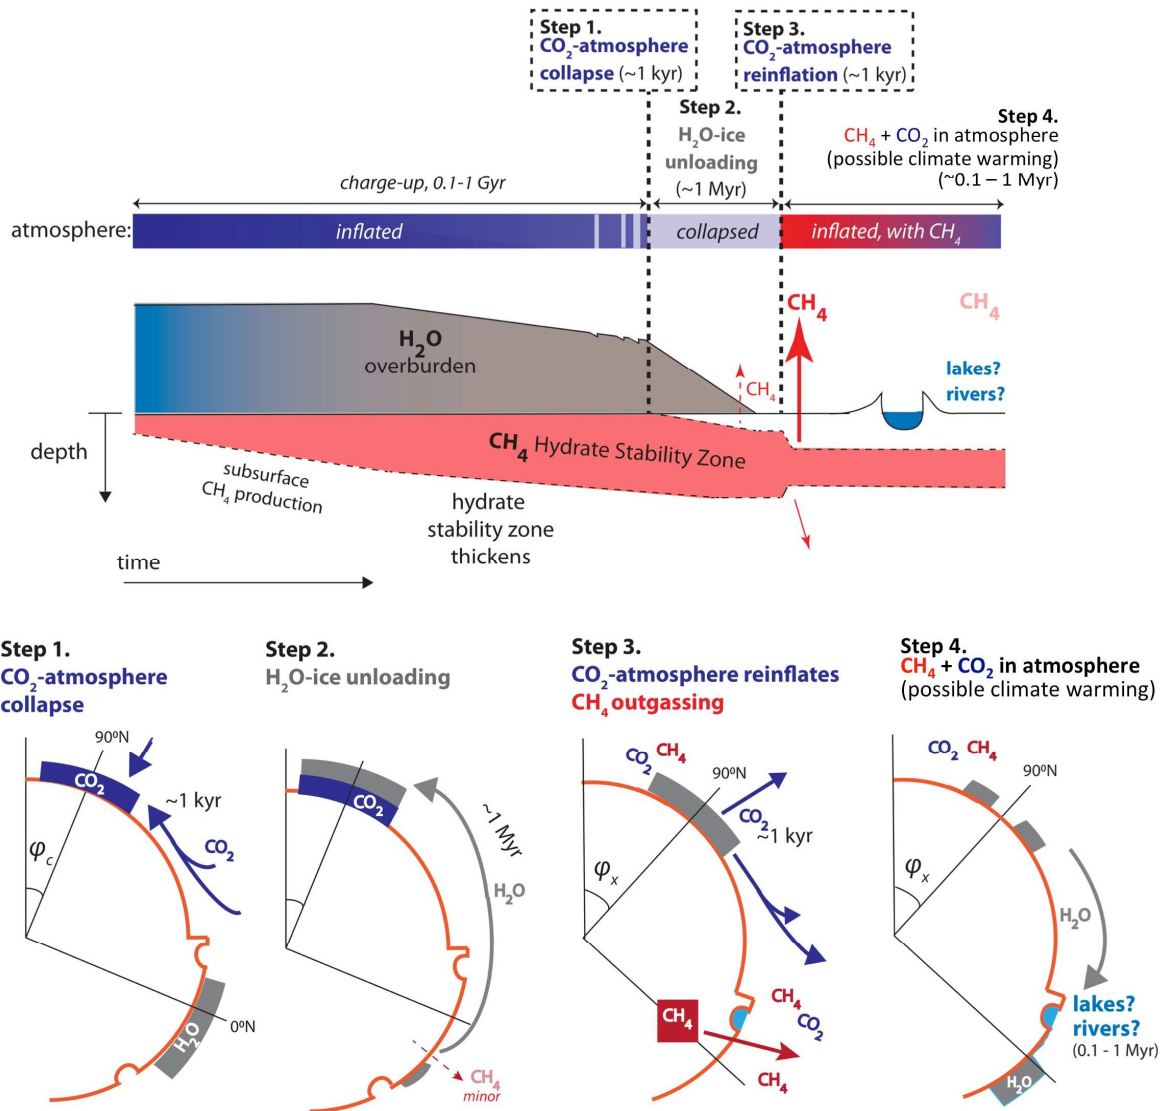 Step 1.
CO₂-atmosphere
collapse (~1 kyr)
Step 3.
CO₂-atmosphere
reinflation (~1 kyr)
Step 2.
H₂O-ice
unloading
(~1 Myr)
Step 4.
CH₄ + CO₂ in atmosphere
(possible climate warming)
(~0.1 – 1 Myr)
charge-up, 0.1-1 Gyr
atmosphere:
inflated
collapsed
inflated, with CH₄
CH₄
CH₄
H₂O
overburden
lakes?
rivers?
CH₄
depth
CH₄ Hydrate Stability Zone
subsurface
CH₄ production
hydrate
stability zone
thickens
time
Step 1.
CO₂-atmosphere
collapse
90⁰N
CO₂
~1 kyr
CO₂
φc
0⁰N
H₂O
Step 2.
H₂O-ice unloading
CO₂
~1 Myr
H₂O
CH₄
minor
Step 3.
CO₂-atmosphere reinflates
CH₄ outgassing
CO₂ CH₄
90⁰N
CO₂
~1 kyr
φx
CH₄
CH₄
CO₂
CH₄
Step 4.
CH₄ + CO₂ in atmosphere
(possible climate warming)
CO₂ CH₄
90⁰N
φx
H₂O
lakes?
rivers?
(0.1 - 1 Myr)
H₂O